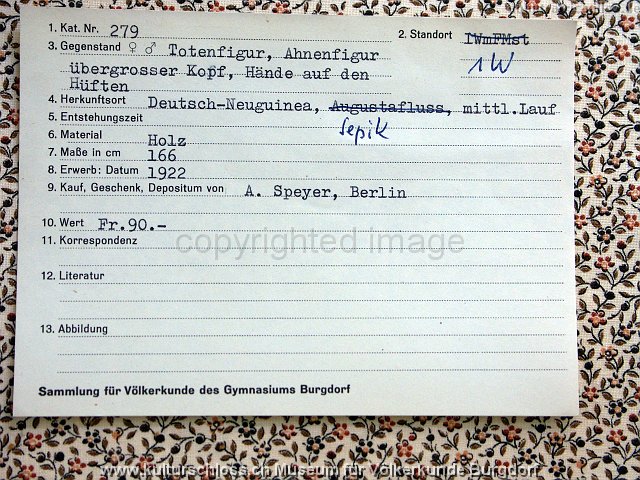 1. Kat. Nr. 279 2. Standort IWmFMst
1W
3. Gegenstand ♀ ♂ Totenfigur, Ahnenfigur
übergrosser Kopf, Hände auf den
Hüften
4. Herkunftsort Deutsch-Neuguinea, Augustafluss, mittl.Lauf
Sepik
5. Entstehungszeit
6. Material Holz
7. Maße in cm 166
8. Erwerb: Datum 1922
9. Kauf, Geschenk, Depositum von A. Speyer, Berlin
10. Wert Fr.90.-
11. Korrespondenz
copyrighted image
12. Literatur
13. Abbildung
Sammlung für Völkerkunde des Gymnasiums Burgdorf
www.kulturschloss.ch Museum für Völkerkunde Burgdorf